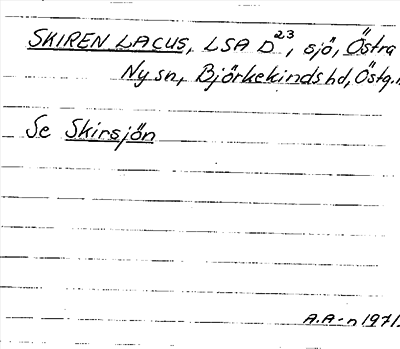 SKIREN LACUS, LSA D²³, sjö, Östra
Ny sn, Björkekinds hd, Östg.
Se Skirsjön
A.A-n 1971.